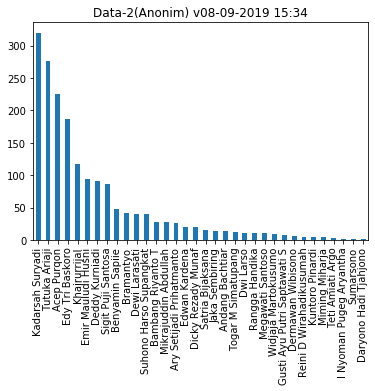 Data-2(Anonim) v08-09-2019 15:34
300
250
200
150
100
50
0
Kadarsah Suryadi
Tutuka Ariaji
Acep Purqon
Edy Tri Baskoro
Khairurrijal
Emir Mauludi Husni
Deddy Kurniadi
Sigit Puji Santosa
Benyamin Sapiie
Bramantyo
Dewi Larasati
Suhono Harso Supangkat
Bambang Riyanto T
Mikrajuddin Abdullah
Ary Setijadi Prihatmanto
Edwan Kardena
Dicky Rezady Munaf
Satria Bijaksana
Jaka Sembiring
Andang Bachtiar
Togar M Simatupang
Dwi Larso
Rangga Handika
Megawati Santoso
Widjaja Martokusumo
Gusti Ayu Putri Saptawati S
Dermawan Wibisono
Reini D Wirahadikusumah
Kuntoro Pinardi
Miming Miharja
Teti Armiati Argo
I Nyoman Pugeg Aryantha
Sumarsono
Daryono Hadi Tjahjono